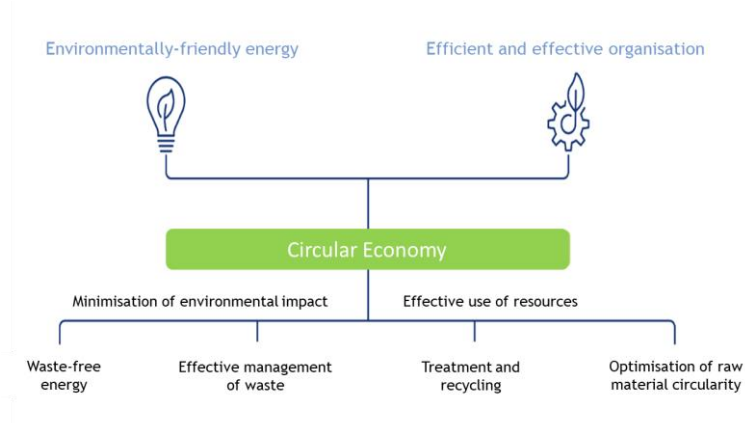 Environmentally-friendly energy
Efficient and effective organisation
Circular Economy
Minimisation of environmental impact
Effective use of resources
Waste-free
energy
Effective management
of waste
Treatment and
recycling
Optimisation of raw
material circularity